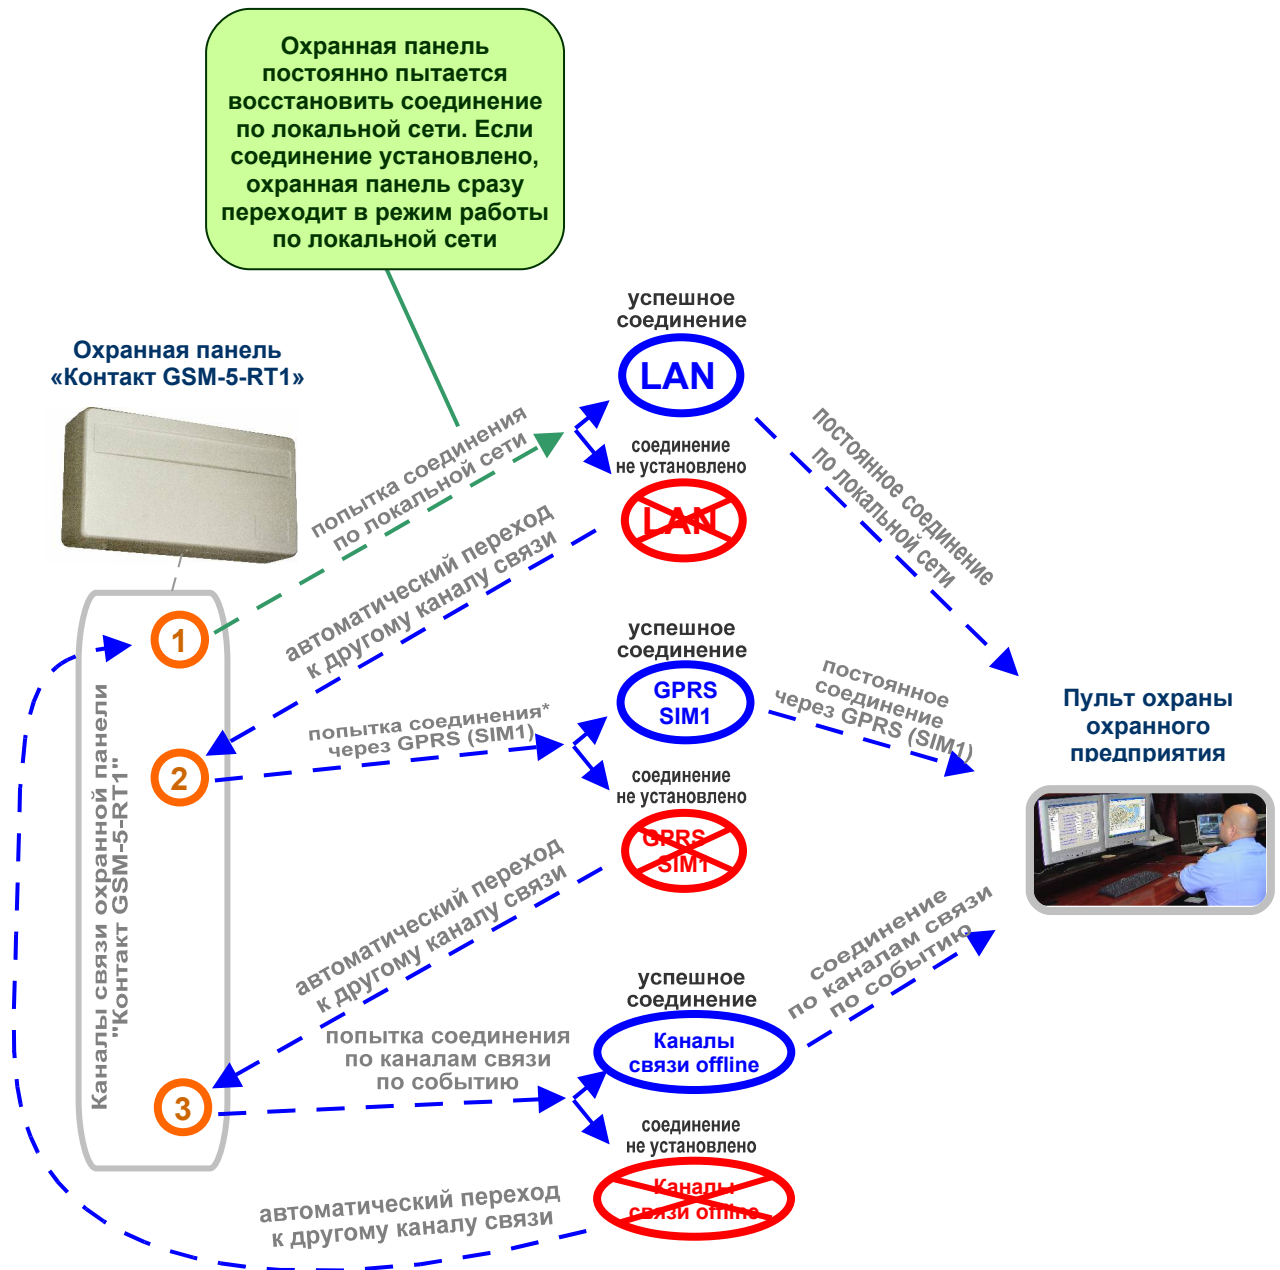 Охранная панель
постоянно пытается
восстановить соединение
по локальной сети. Если
соединение установлено,
охранная панель сразу
переходит в режим работы
по локальной сети
успешное
соединение
LAN
Охранная панель
«Контакт GSM-5-RT1»
попытка соединения
по локальной сети
соединение
не установлено
LAN
постоянное соединение
по локальной сети
автоматический переход
к другому каналу связи
Каналы связи охранной панели
"Контакт GSM-5-RT1"
1
успешное
соединение
GPRS
SIM1
постоянное
соединение
через GPRS (SIM1)
Пульт охраны
охранного
предприятия
попытка соединения*
через GPRS (SIM1)
2
соединение
не установлено
GPRS
SIM1
автоматический переход
к другому каналу связи
соединение
по каналам связи
по событию
успешное
соединение
Каналы
связи offline
попытка соединения
по каналам связи
по событию
3
соединение
не установлено
Каналы
связи offline
автоматический переход
к другому каналу связи